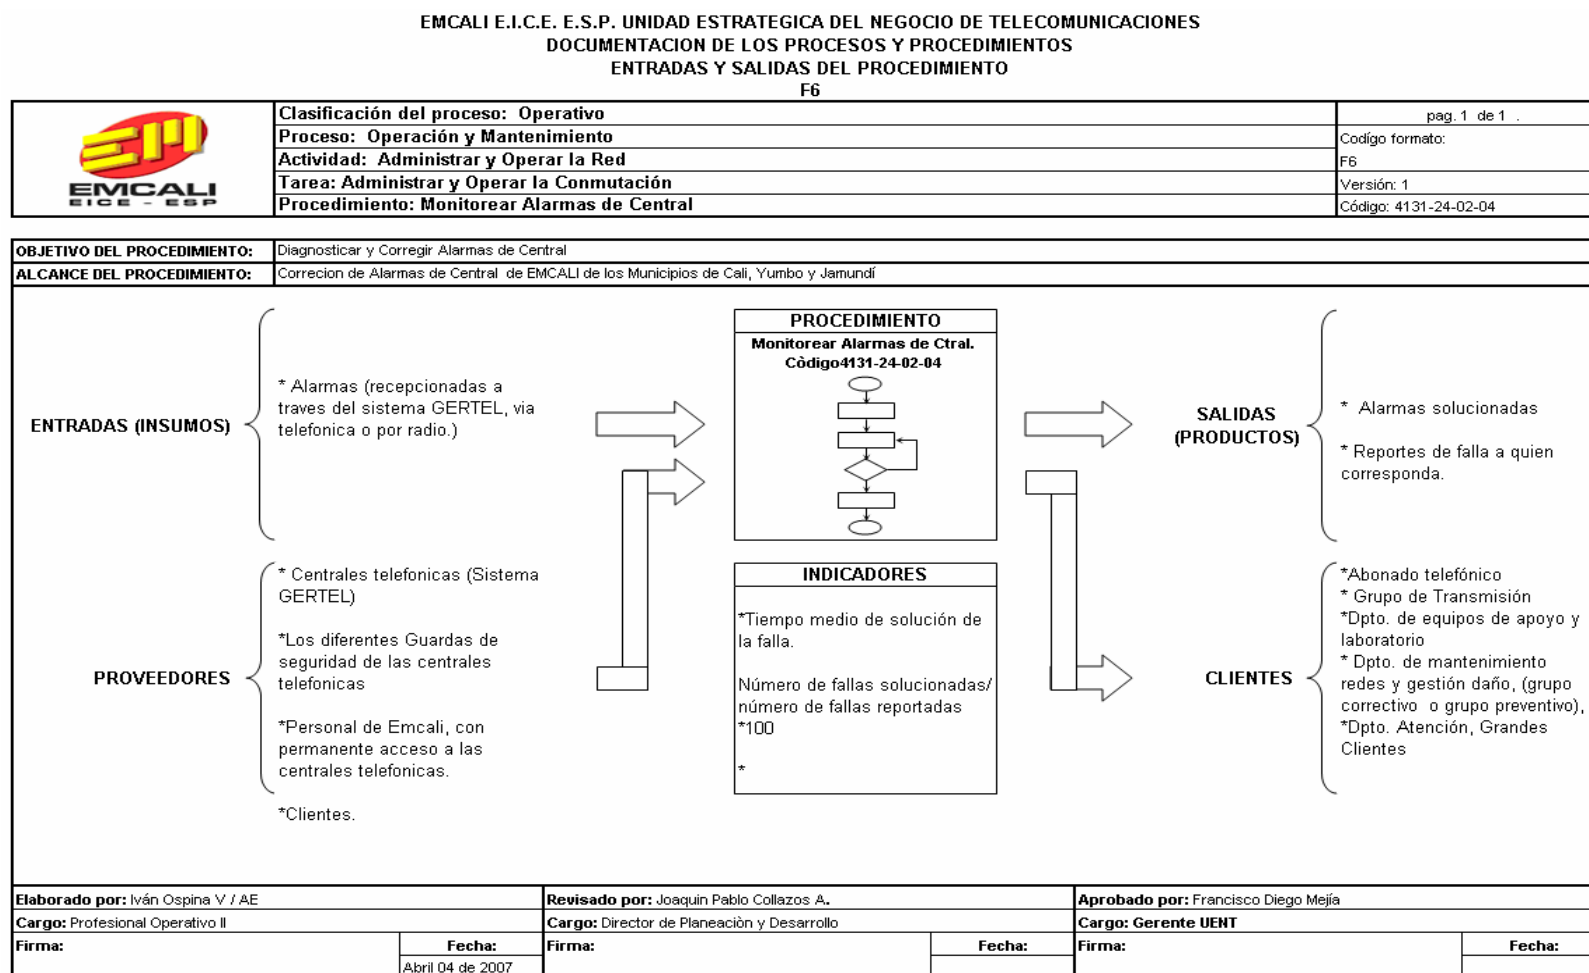 EMCALI E.I.C.E. E.S.P. UNIDAD ESTRATEGICA DEL NEGOCIO DE TELECOMUNICACIONES
DOCUMENTACION DE LOS PROCESOS Y PROCEDIMIENTOS
ENTRADAS Y SALIDAS DEL PROCEDIMIENTO
F6
EM
EMCALI
EICE - ESP
Clasificación del proces​o: Operativo
Proceso: Operación y Mantenimiento
Actividad: Administrar y Operar la Red
Tarea: Administrar y Operar la Conmutación
Procedimiento: Monitorear Alarmas de Central
pag. 1 de 1 .
Codígo formato:
F6
Versión: 1
Código: 4131-24-02-04
OBJETIVO DEL PROCEDIMIENTO: Diagnosticar y Corregir Alarmas de Central
ALCANCE DEL PROCEDIMIENTO: Correcion de Alarmas de Central de EMCALI de los Municipios de Cali, Yumbo y Jamundí
ENTRADAS (INSUMOS)
* Alarmas (recepcionadas a
traves del sistema GERTEL, via
telefonica o por radio.)
PROCEDIMIENTO
Monitorear Alarmas de Ctral.
Còdigo4131-24-02-04
SALIDAS
(PRODUCTOS)
* Alarmas solucionadas
* Reportes de falla a quien
corresponda.
PROVEEDORES
* Centrales telefonicas (Sistema
GERTEL)
*Los diferentes Guardas de
seguridad de las centrales
telefonicas
*Personal de Emcali, con
permanente acceso a las
centrales telefonicas.
*Clientes.
INDICADORES
*Tiempo medio de solución de
la falla.
Número de fallas solucionadas/
número de fallas reportadas
*100
*
CLIENTES
*Abonado telefónico
* Grupo de Transmisión
*Dpto. de equipos de apoyo y
laboratorio
* Dpto. de mantenimiento
redes y gestión daño, (grupo
correctivo o grupo preventivo),
*Dpto. Atención, Grandes
Clientes
Elaborado por: Iván Ospina V / AE
Cargo: Profesional Operativo II
Firma:
Fecha:
Abril 04 de 2007
Revisado por: Joaquin Pablo Collazos A.
Cargo: Director de Planeaciòn y Desarrollo
Firma:
Fecha:
Aprobado por: Francisco Diego Mejía
Cargo: Gerente UENT
Firma:
Fecha: